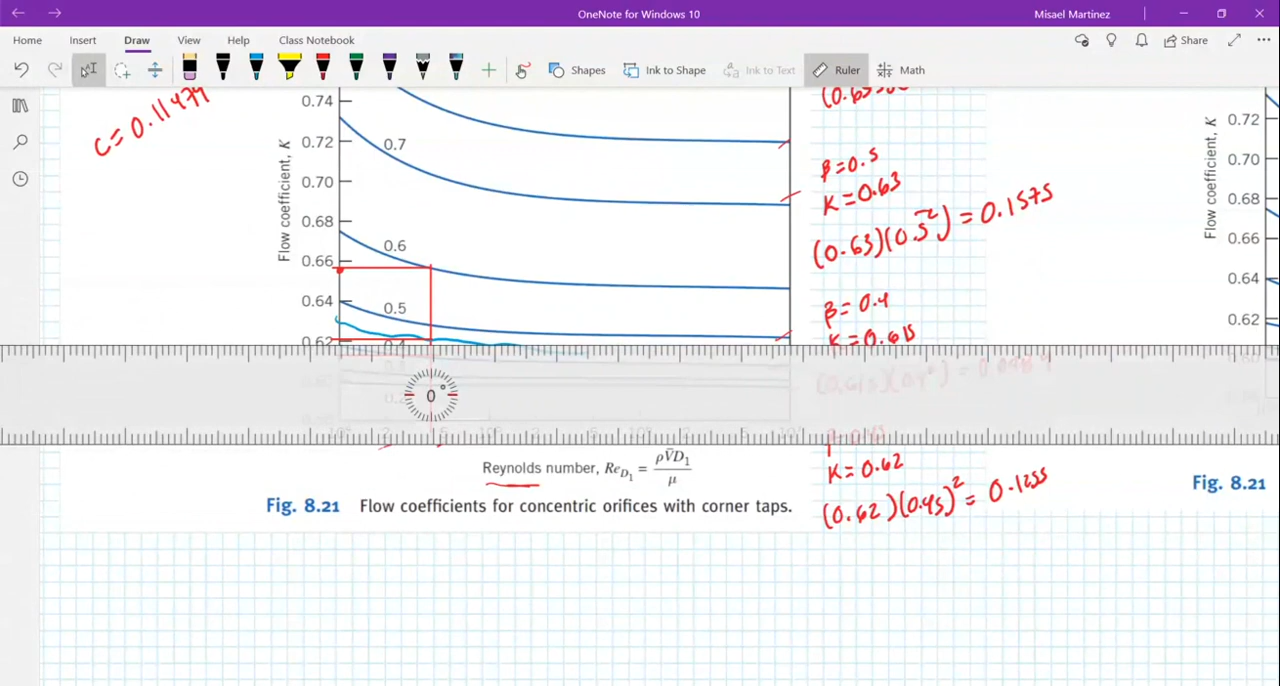 OneNote for Windows 10
Misael Martinez
Home Insert Draw View Help Class Notebook
Share
Shapes Ink to Shape Ink to Text Ruler Math
C = 0.11479
Flow coefficient, K
0.74
0.72
0.70
0.68
0.66
0.64
0.62
0.7
0.6
0.5
0°
Reynolds number, Re_D₁ = ρV̄D₁/μ
Fig. 8.21 Flow coefficients for concentric orifices with corner taps.
β = 0.5
K = 0.63
(0.63)(0.5²) = 0.1575
β = 0.4
K = 0.615
K = 0.62
(0.62)(0.45)² = 0.1255
Flow coefficient, K
0.72
0.70
0.68
0.66
0.64
0.62
Fig. 8.21